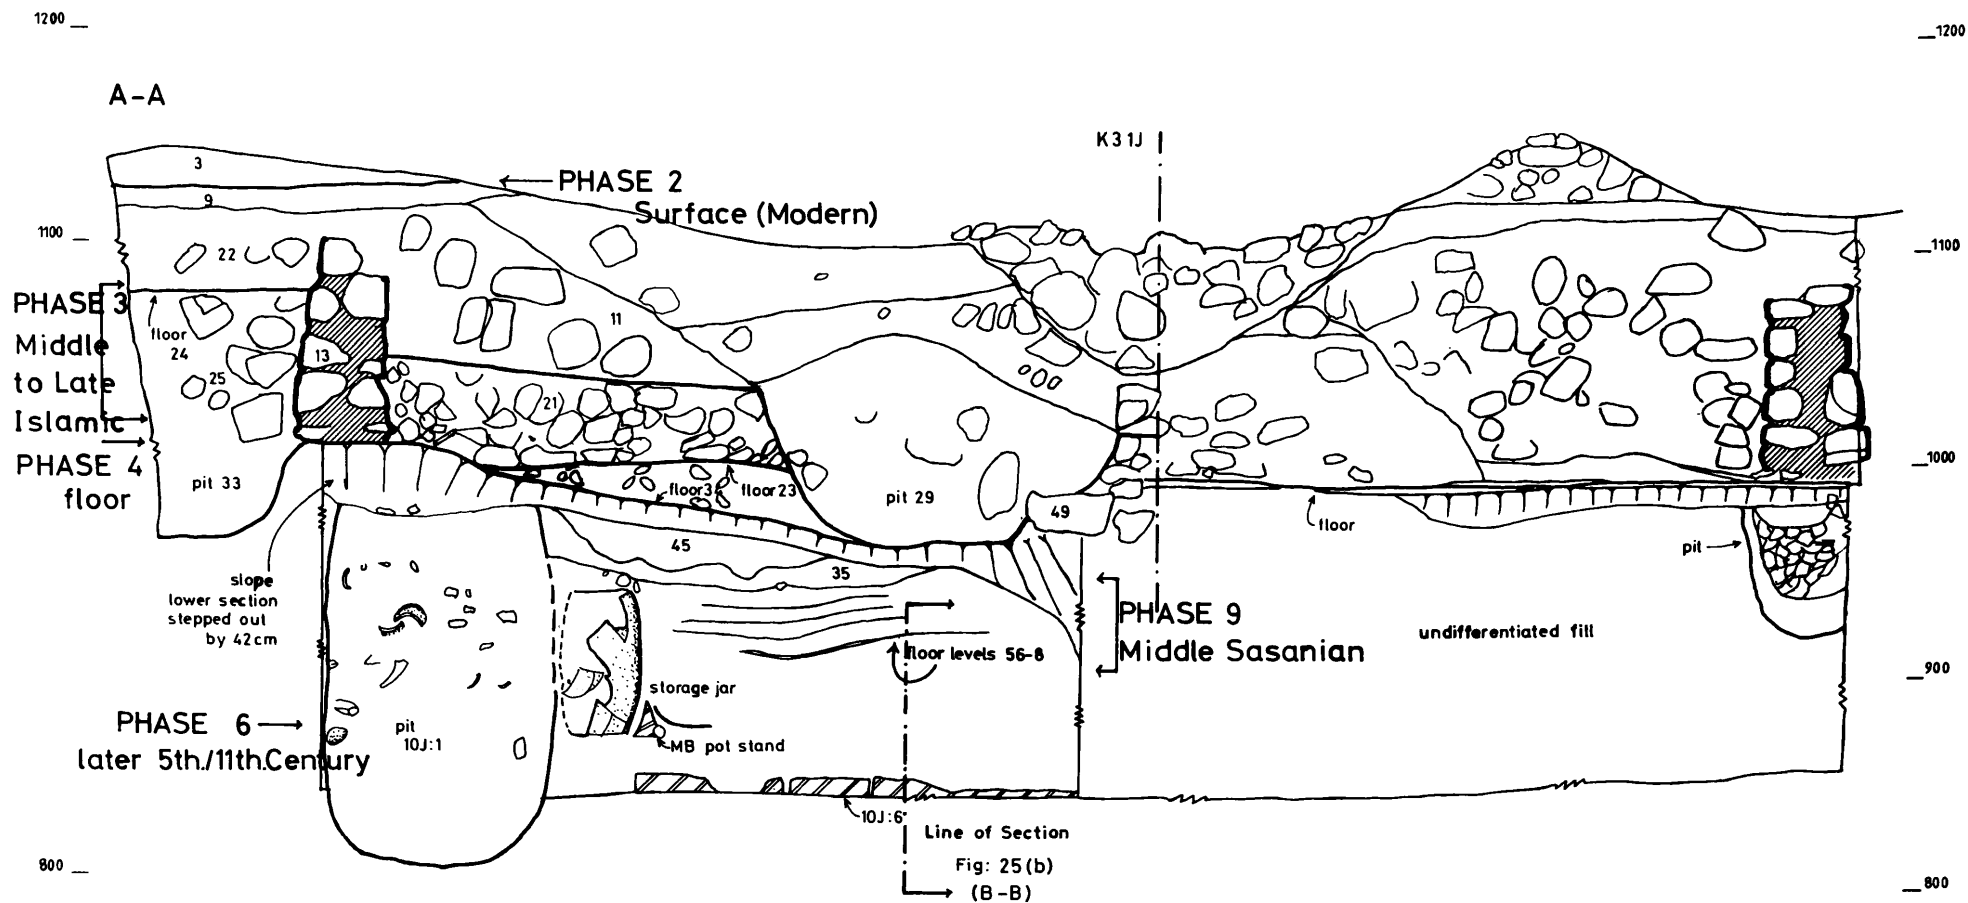 1200
1200
A-A
K31J
3
PHASE 2
Surface (Modern)
9
1100
1100
22
PHASE 3
Middle
to Late
Islamic
floor
24
11
13
25
21
PHASE 4
floor
1000
pit 33
floor 23
pit 29
49
floor
45
35
pit
slope
lower section
stepped out
by 42cm
PHASE 9
Middle Sasanian
undifferentiated fill
floor levels 56-8
900
storage jar
PHASE 6
later 5th./11th.Century
pit
10J:1
MB pot stand
10J:6
Line of Section
Fig: 25(b)
(B-B)
800
800